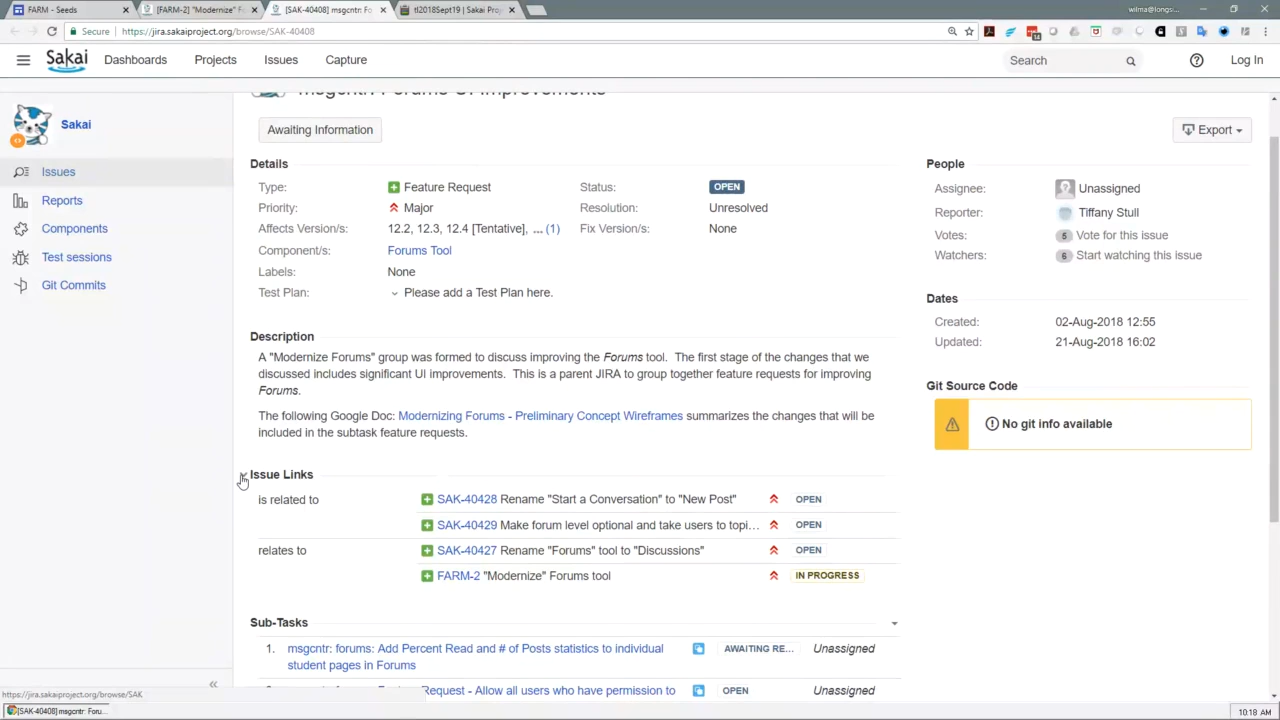 FARM - Seeds
[FARM-2] "Modernize" F
[SAK-40408] msgcntr: Fo
tl2018Sept19 | Sakai Proj
wilma@longs
Secure
https://jira.sakaiproject.org/browse/SAK-40408
14
Sakai
Dashboards
Projects
Issues
Capture
Search
Log In
msgcntr: Forums UI Improvements
Sakai
Awaiting Information
Export
Issues
Reports
Components
Test sessions
Git Commits
Details
Type:
Feature Request
Status:
OPEN
Priority:
Major
Resolution:
Unresolved
Affects Version/s:
12.2, 12.3, 12.4 [Tentative], ... (1)
Fix Version/s:
None
Component/s:
Forums Tool
Labels:
None
Test Plan:
Please add a Test Plan here.
People
Assignee:
Unassigned
Reporter:
Tiffany Stull
Votes:
5 Vote for this issue
Watchers:
6 Start watching this issue
Dates
Created:
02-Aug-2018 12:55
Updated:
21-Aug-2018 16:02
Git Source Code
No git info available
Description
A "Modernize Forums" group was formed to discuss improving the Forums tool. The first stage of the changes that we
discussed includes significant UI improvements. This is a parent JIRA to group together feature requests for improving
Forums.
The following Google Doc: Modernizing Forums - Preliminary Concept Wireframes summarizes the changes that will be
included in the subtask feature requests.
Issue Links
is related to
SAK-40428 Rename "Start a Conversation" to "New Post"
OPEN
SAK-40429 Make forum level optional and take users to topi...
OPEN
relates to
SAK-40427 Rename "Forums" tool to "Discussions"
OPEN
FARM-2 "Modernize" Forums tool
IN PROGRESS
Sub-Tasks
1. msgcntr: forums: Add Percent Read and # of Posts statistics to individual
student pages in Forums
AWAITING RE...
Unassigned
Request - Allow all users who have permission to
OPEN
Unassigned
https://jira.sakaiproject.org/browse/SAK
[SAK-40408] msgcntr: Foru...
10:18 AM